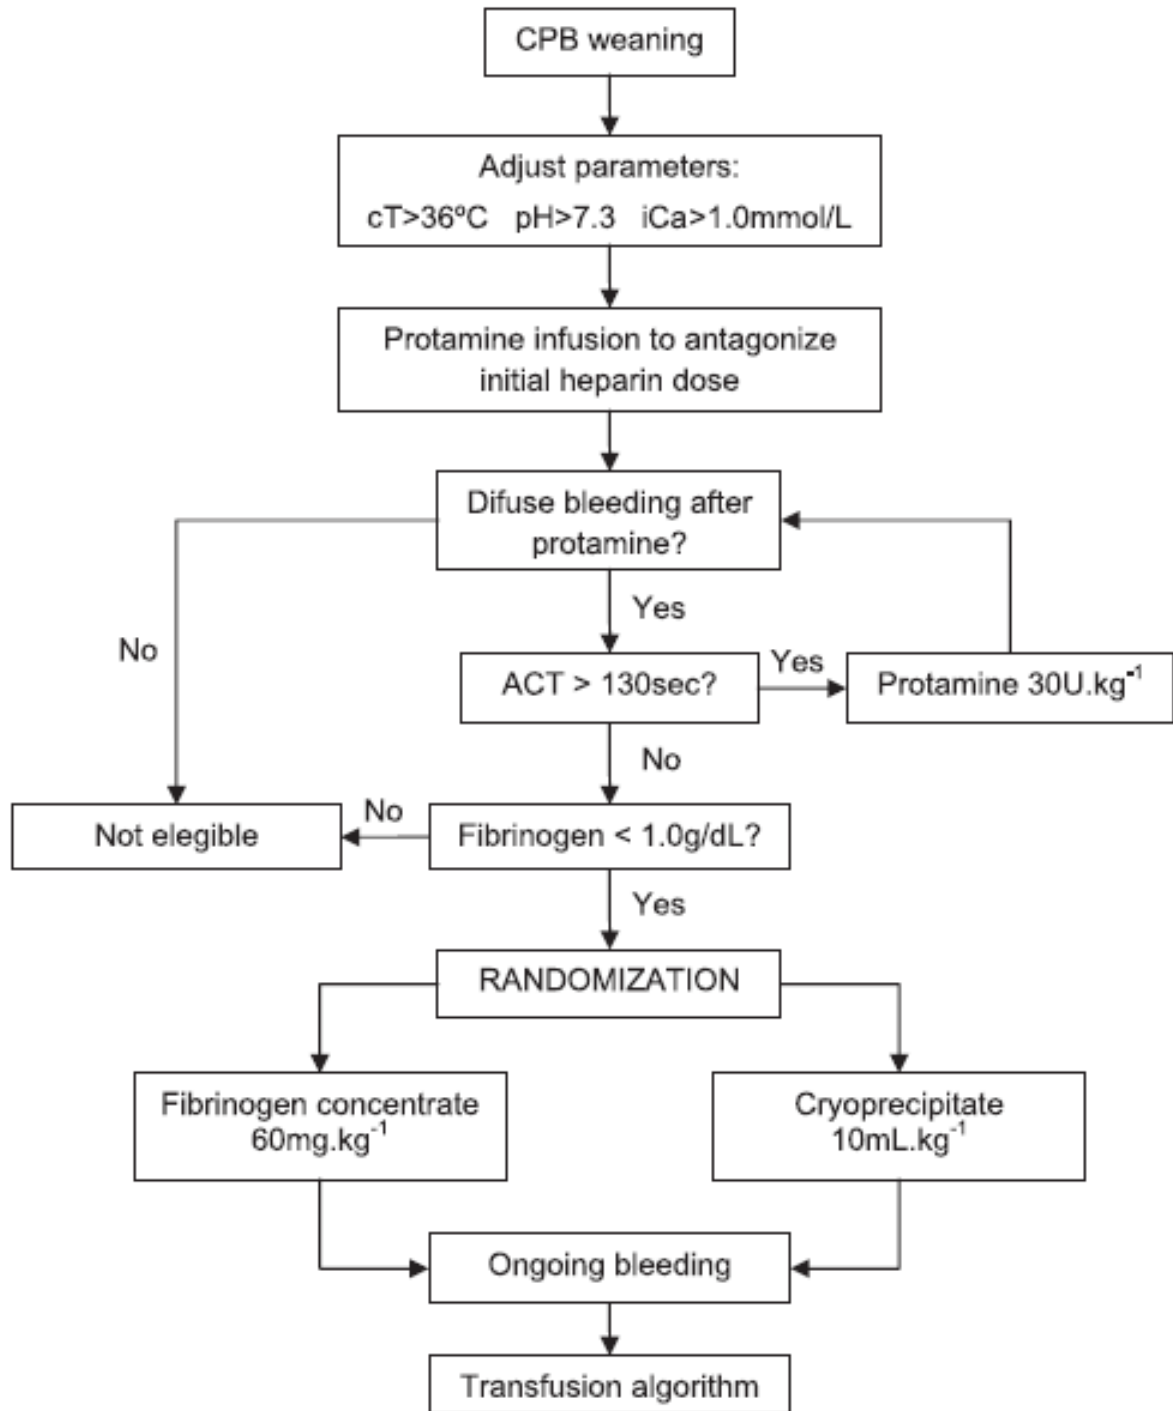 CPB weaning
Adjust parameters:
cT>36ºC pH>7.3 iCa>1.0mmol/L
Protamine infusion to antagonize
initial heparin dose
Difuse bleeding after
protamine?
Yes
No
ACT > 130sec?
Yes
Protamine 30U.kg⁻¹
No
Not elegible
No
Fibrinogen < 1.0g/dL?
Yes
RANDOMIZATION
Fibrinogen concentrate
60mg.kg⁻¹
Cryoprecipitate
10mL.kg⁻¹
Ongoing bleeding
Transfusion algorithm